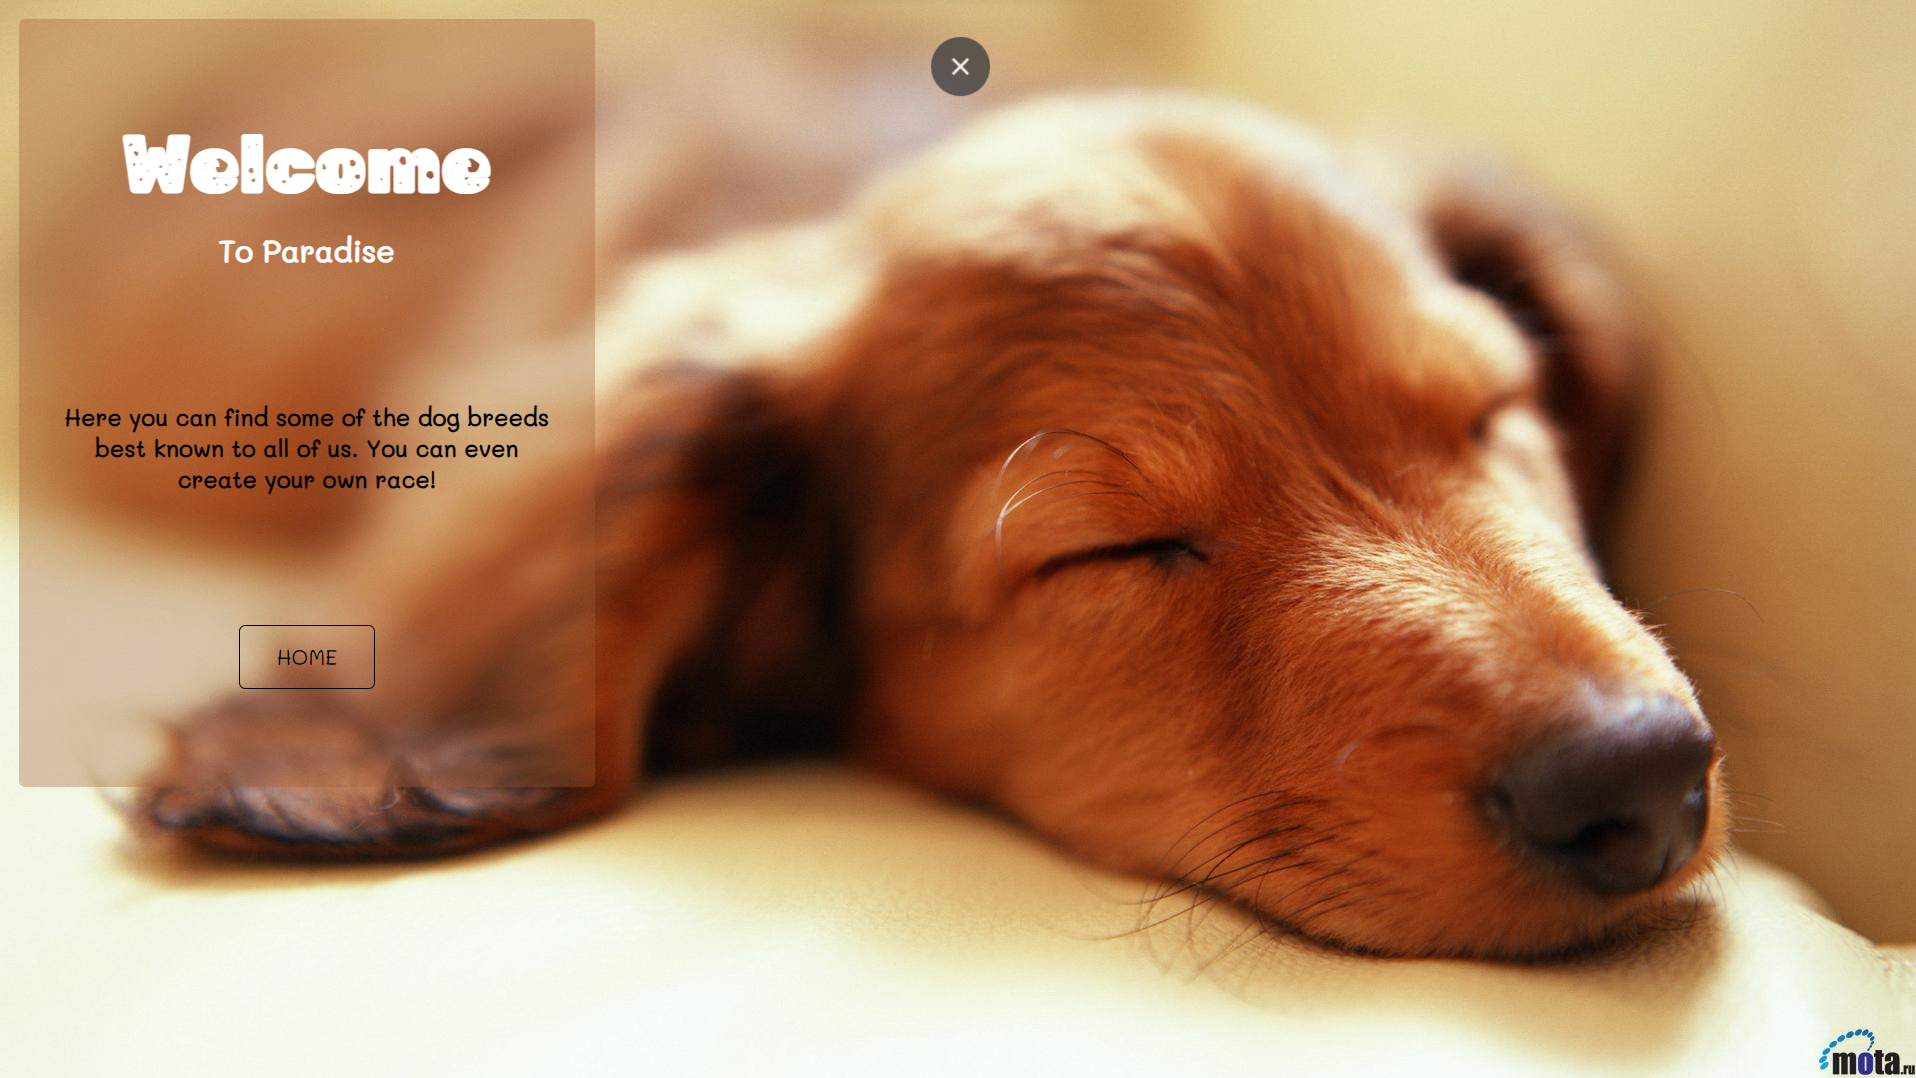 Welcome
To Paradise
Here you can find some of the dog breeds
best known to all of us. You can even
create your own race!
HOME
mota.ru